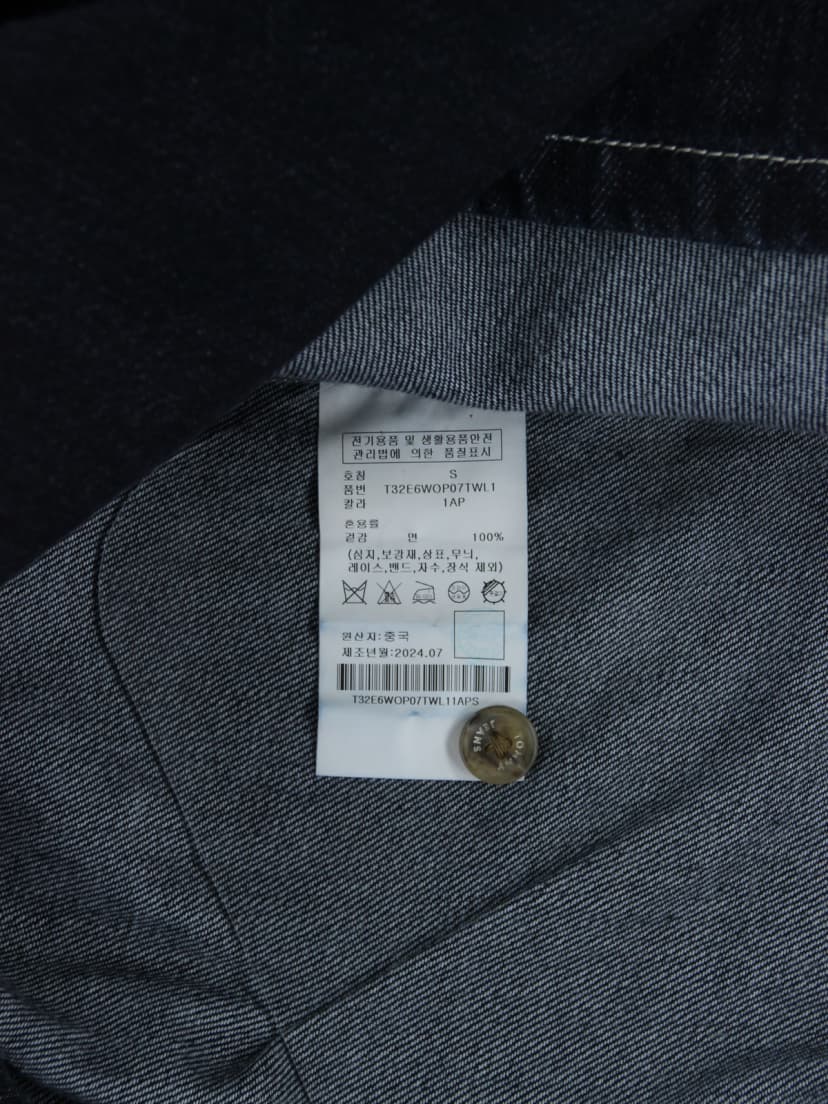 전기용품 및 생활용품안전
관리법에 의한 품질표시
호칭 S
품번 T32E6WOP07TWL1
칼라 1AP
혼용률
겉감 면 100%
(심지,보강재,상표,무늬,
레이스,밴드,자수,장식 제외)
원산지:중국
제조년월:2024.07
T32E6WOP07TWL11APS
TOMMY
JEANS